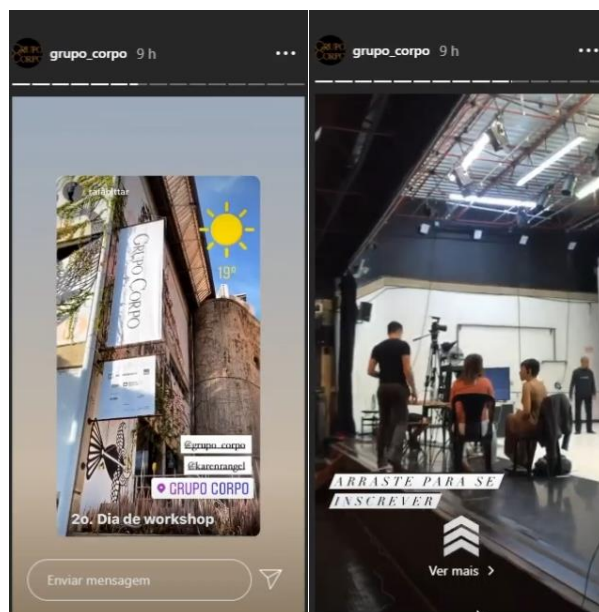 grupo_corpo 9 h
GRUPO CORPO
19°
@grupo_corpo
@karenrangel
GRUPO CORPO
2o. Dia de workshop
Enviar mensagem
grupo_corpo 9 h
ARRASTE PARA SE
INSCREVER
Ver mais